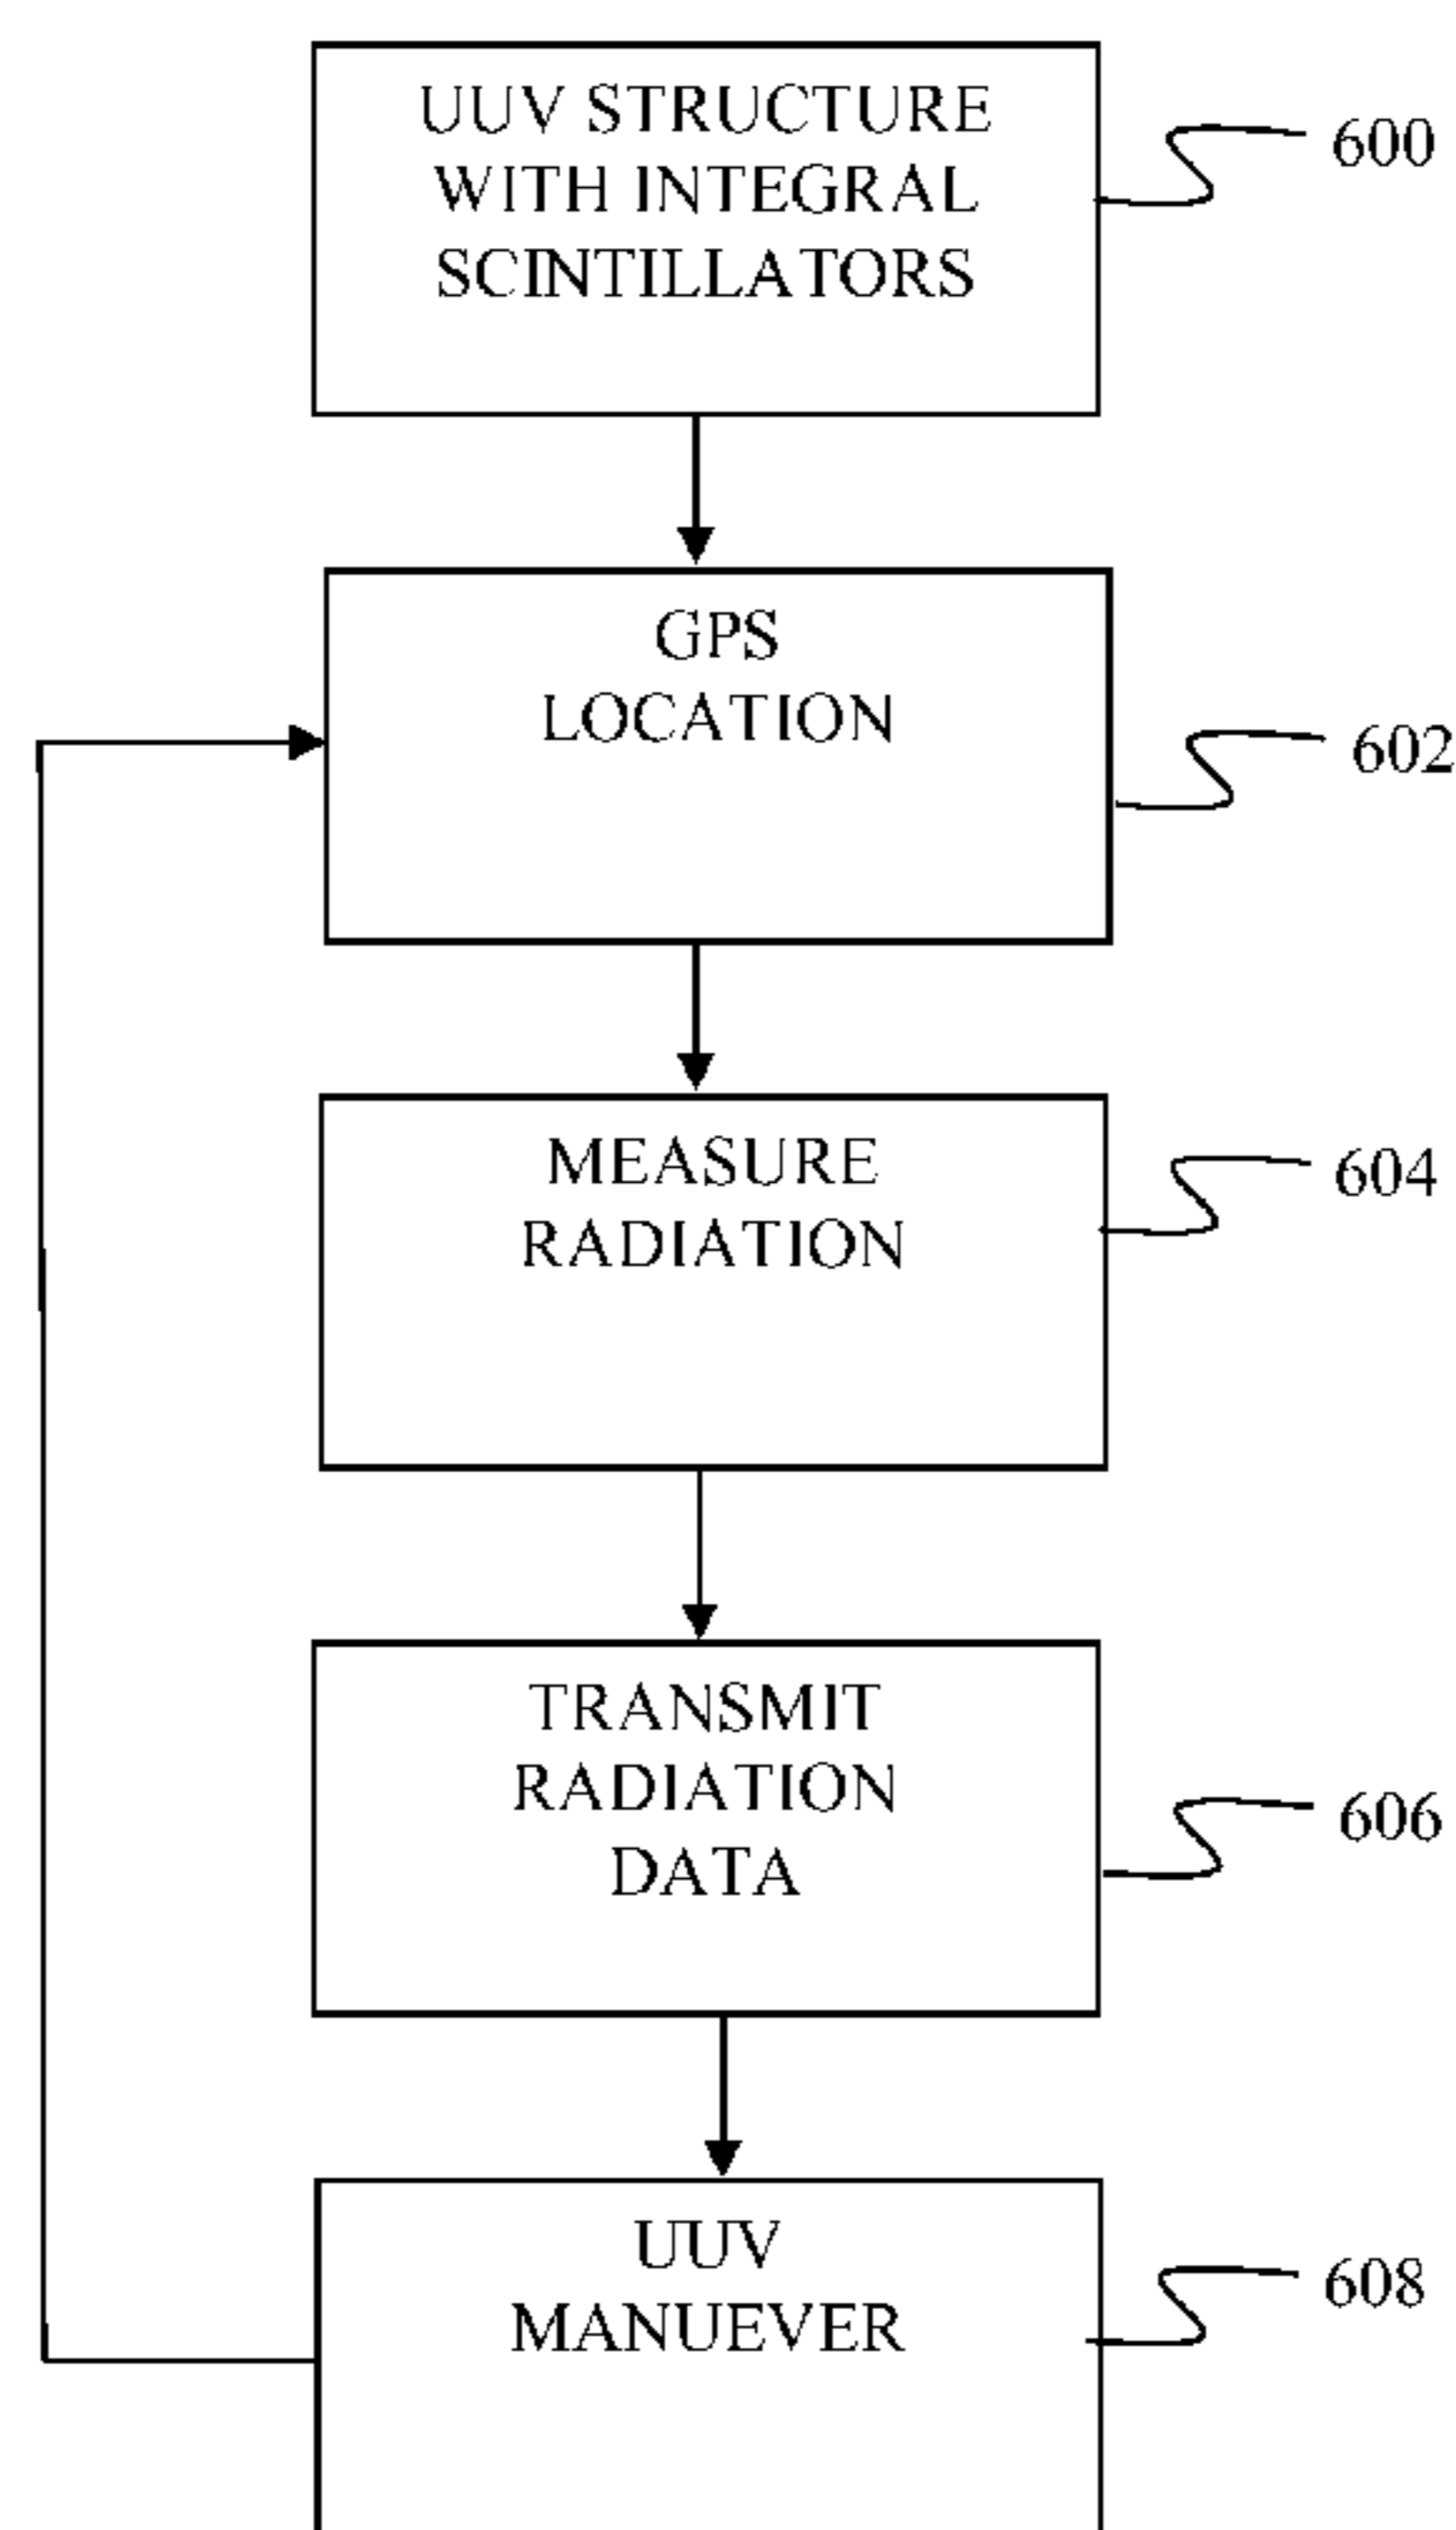 UUV STRUCTURE
WITH INTEGRAL
SCINTILLATORS
600
GPS
LOCATION
602
MEASURE
RADIATION
604
TRANSMIT
RADIATION
DATA
606
UUV
MANUEVER
608